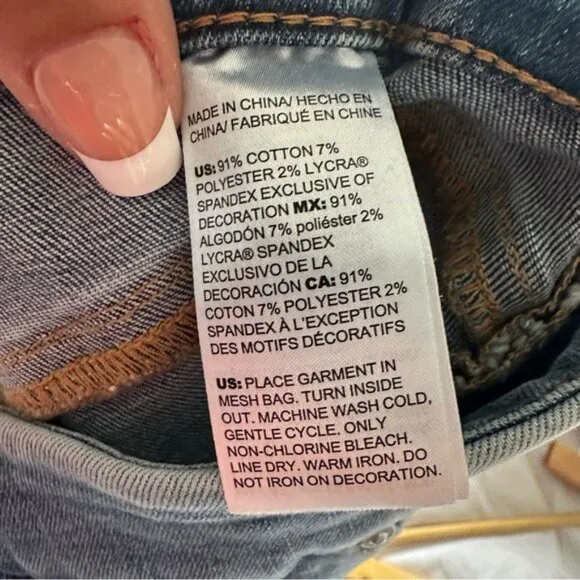 MADE IN CHINA/ HECHO EN
CHINA/ FABRIQUÉ EN CHINE
US: 91% COTTON 7%
POLYESTER 2% LYCRA®
SPANDEX EXCLUSIVE OF
DECORATION MX: 91%
ALGODÓN 7% poliéster 2%
LYCRA® SPANDEX
EXCLUSIVO DE LA
DECORACIÓN CA: 91%
COTON 7% POLYESTER 2%
SPANDEX À L'EXCEPTION
DES MOTIFS DÉCORATIFS
US: PLACE GARMENT IN
MESH BAG. TURN INSIDE
OUT. MACHINE WASH COLD,
GENTLE CYCLE. ONLY
NON-CHLORINE BLEACH.
LINE DRY. WARM IRON. DO
NOT IRON ON DECORATION.